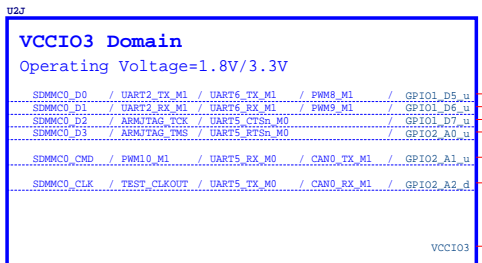 U2J
VCCIO3 Domain
Operating Voltage=1.8V/3.3V
SDMMC0_D0 / UART2_TX_M1 / UART6_TX_M1 / PWM8_M1 / GPIO1_D5_u
SDMMC0_D1 / UART2_RX_M1 / UART6_RX_M1 / PWM9_M1 / GPIO1_D6_u
SDMMC0_D2 / ARMJTAG_TCK / UART5_CTSn_M0 / GPIO1_D7_u
SDMMC0_D3 / ARMJTAG_TMS / UART5_RTSn_M0 / GPIO2_A0_u
SDMMC0_CMD / PWM10_M1 / UART5_RX_M0 / CAN0_TX_M1 / GPIO2_A1_u
SDMMC0_CLK / TEST_CLKOUT / UART5_TX_M0 / CAN0_RX_M1 / GPIO2_A2_d
VCCIO3